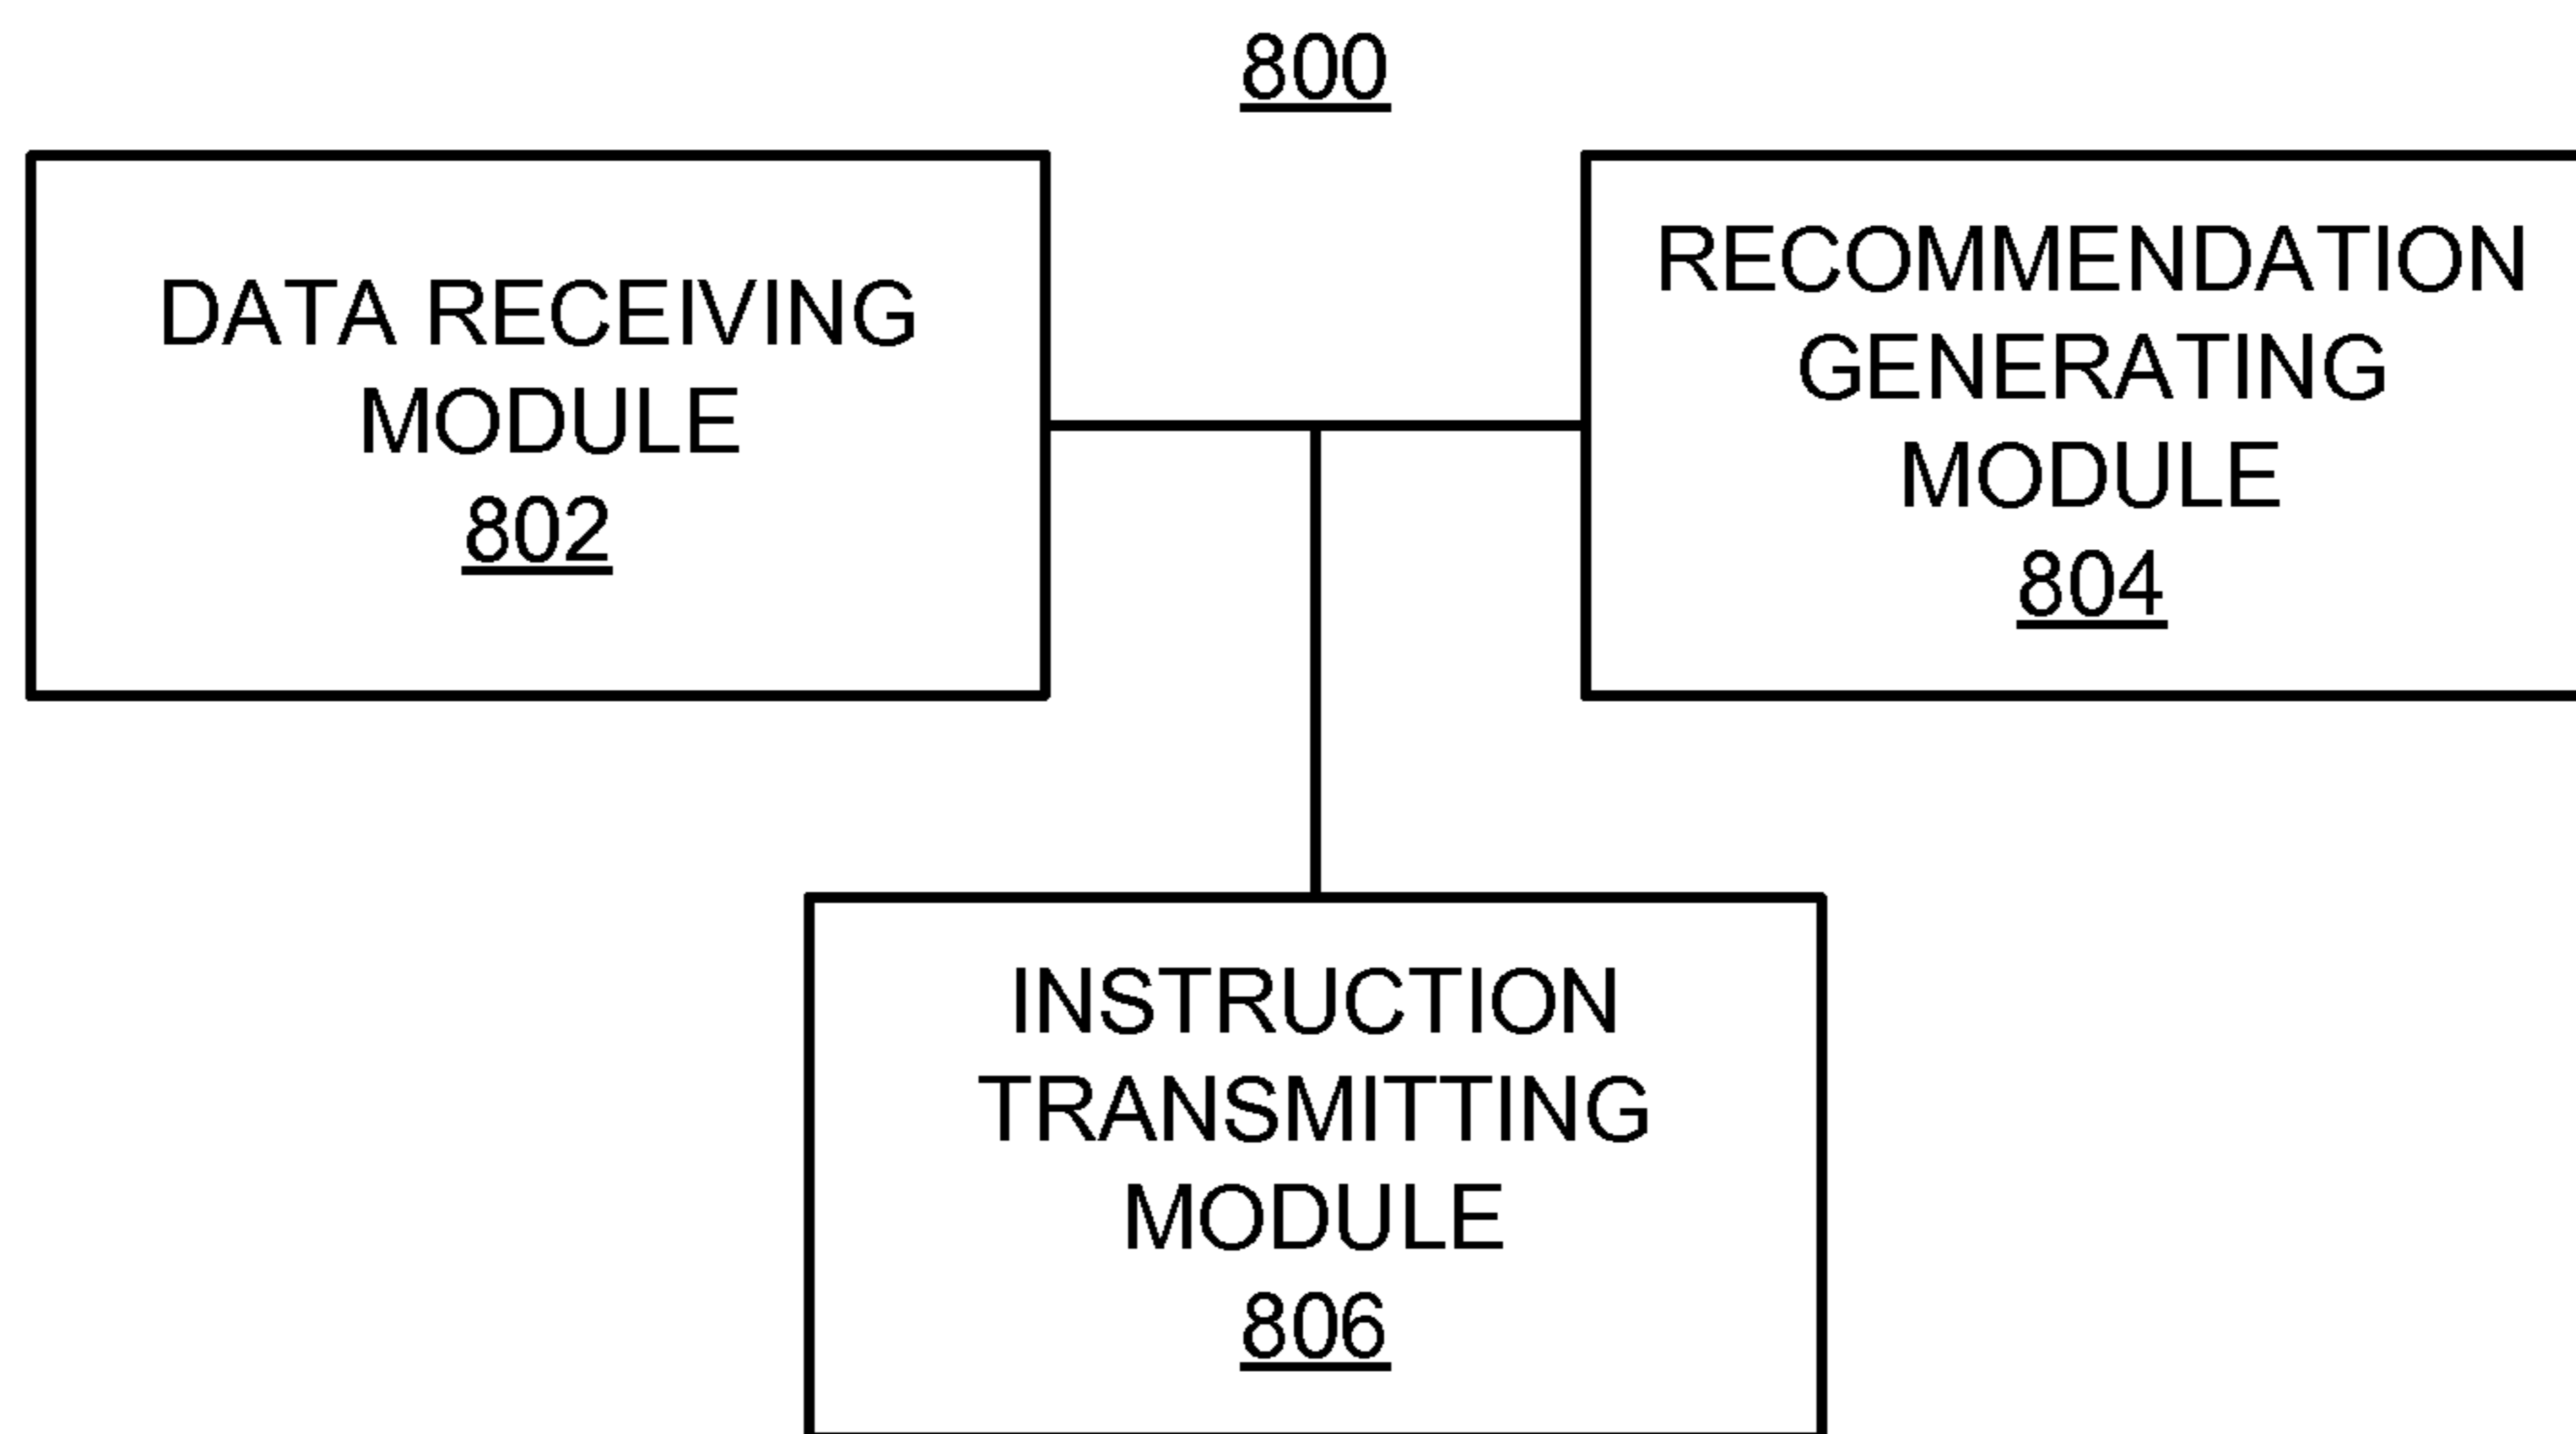 800
DATA RECEIVING
MODULE
802
RECOMMENDATION
GENERATING
MODULE
804
INSTRUCTION
TRANSMITTING
MODULE
806